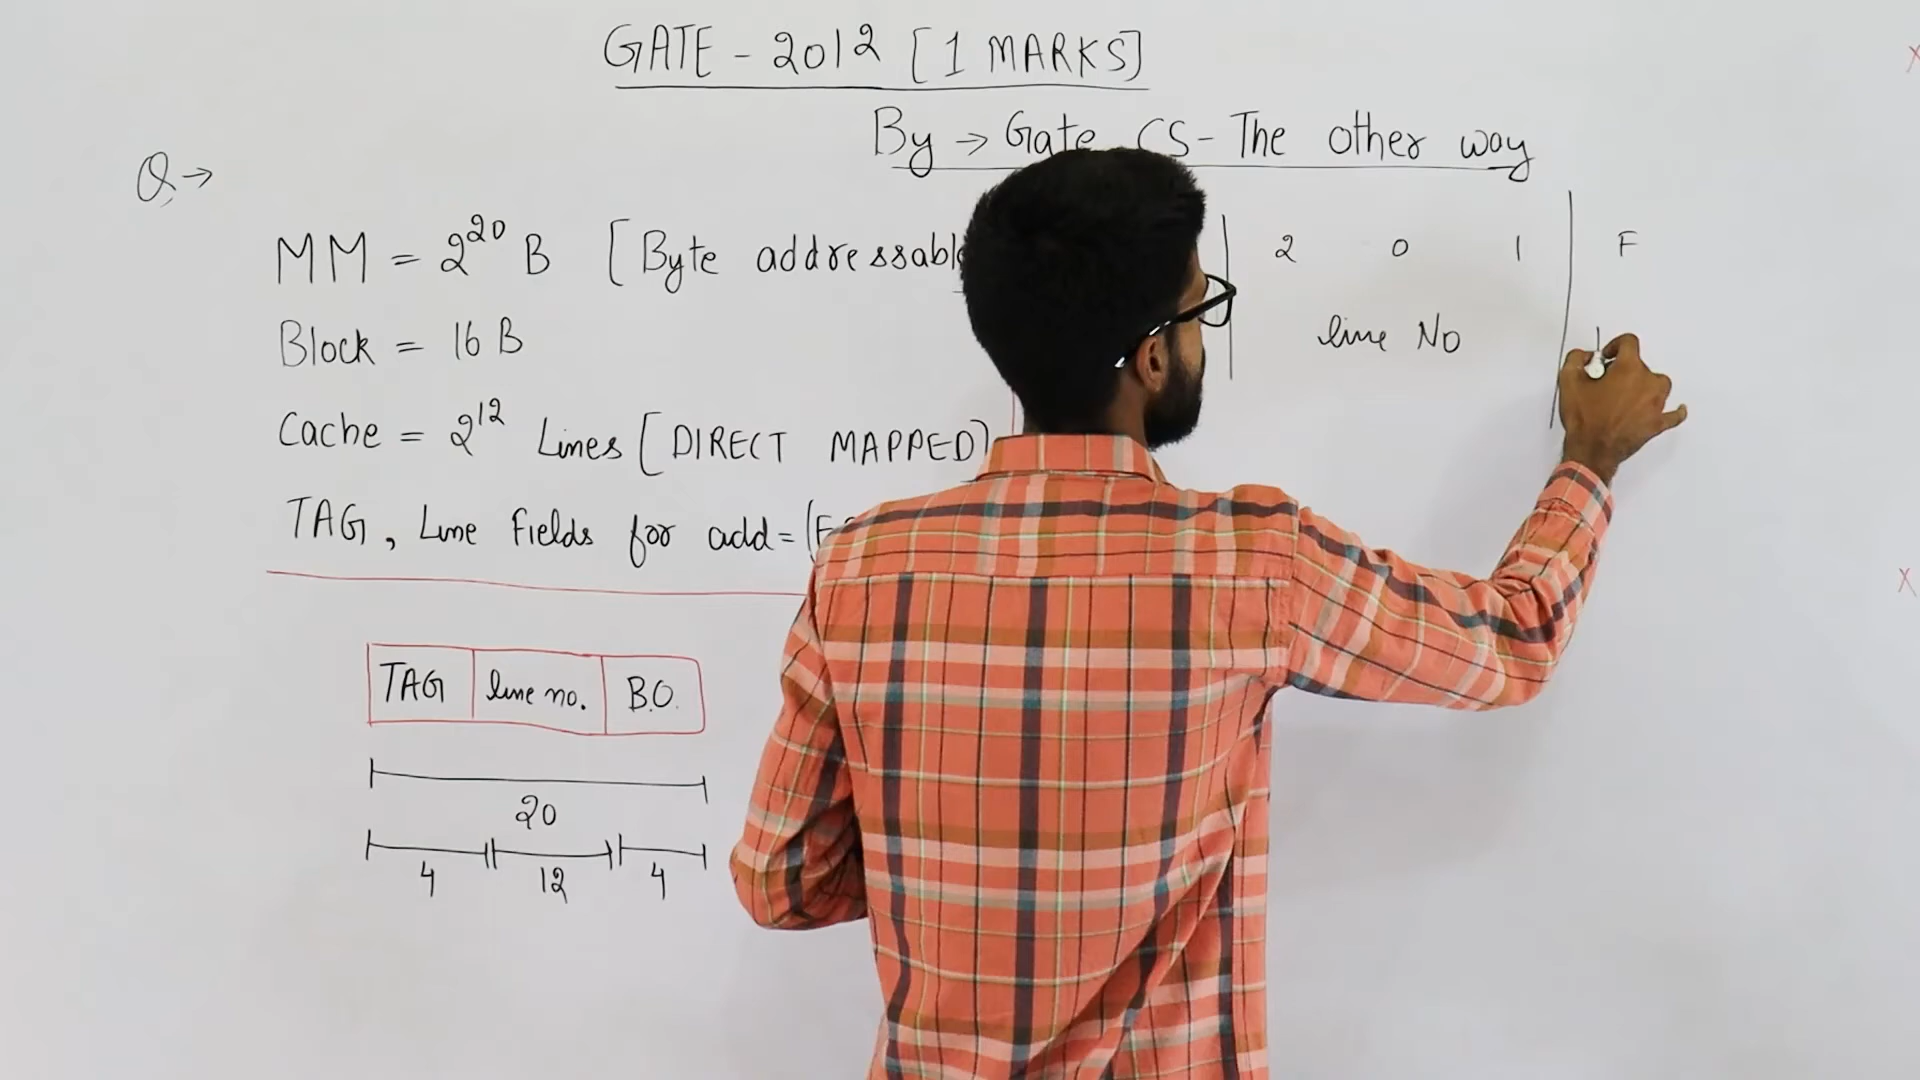 GATE - 2012 [1 MARKS]
By → Gate CS - The other way
Q →
MM = 2^20 B [Byte addressable
Block = 16 B
Cache = 2^12 Lines [DIRECT MAPPED]
TAG, Line fields for add = (E
2 0 1 F
line No
TAG line no. B.O.
20
4 12 4